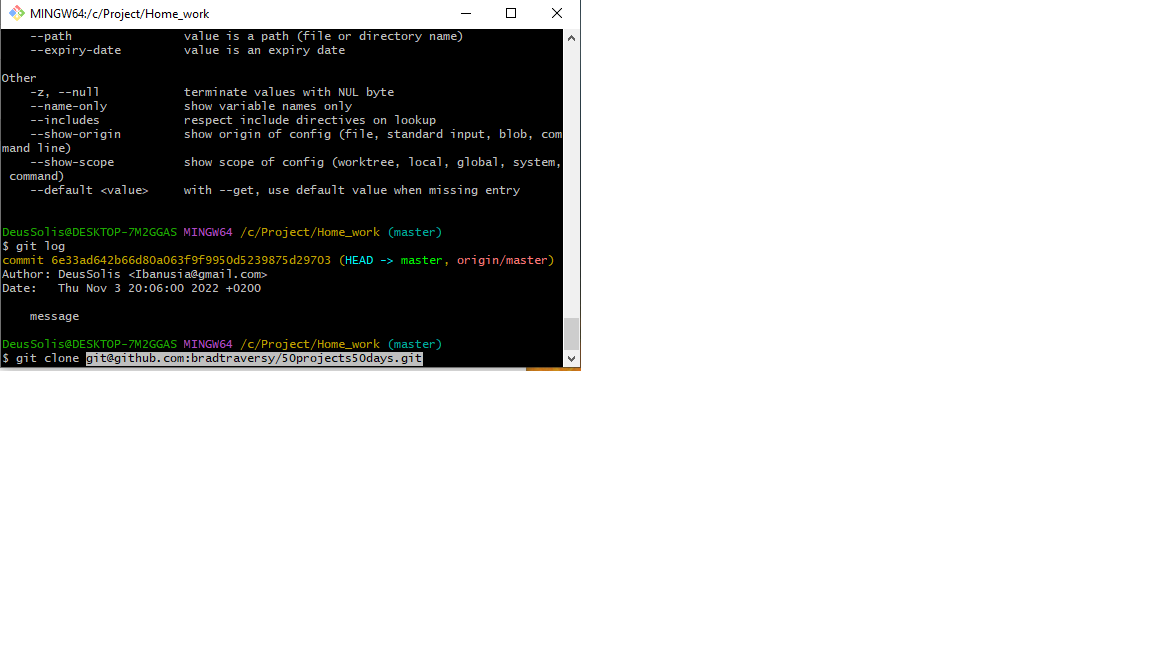 MINGW64:/c/Project/Home_work
--path value is a path (file or directory name)
--expiry-date value is an expiry date
Other
-z, --null terminate values with NUL byte
--name-only show variable names only
--includes respect include directives on lookup
--show-origin show origin of config (file, standard input, blob, com
mand line)
--show-scope show scope of config (worktree, local, global, system,
command)
--default <value> with --get, use default value when missing entry
DeusSolis@DESKTOP-7M2GGAS MINGW64 /c/Project/Home_work (master)
$ git log
commit 6e33ad642b66d80a063f9f9950d5239875d29703 (HEAD -> master, origin/master)
Author: DeusSolis <Ibanusia@gmail.com>
Date: Thu Nov 3 20:06:00 2022 +0200
message
DeusSolis@DESKTOP-7M2GGAS MINGW64 /c/Project/Home_work (master)
$ git clone git@github.com:bradtraversy/50projects50days.git